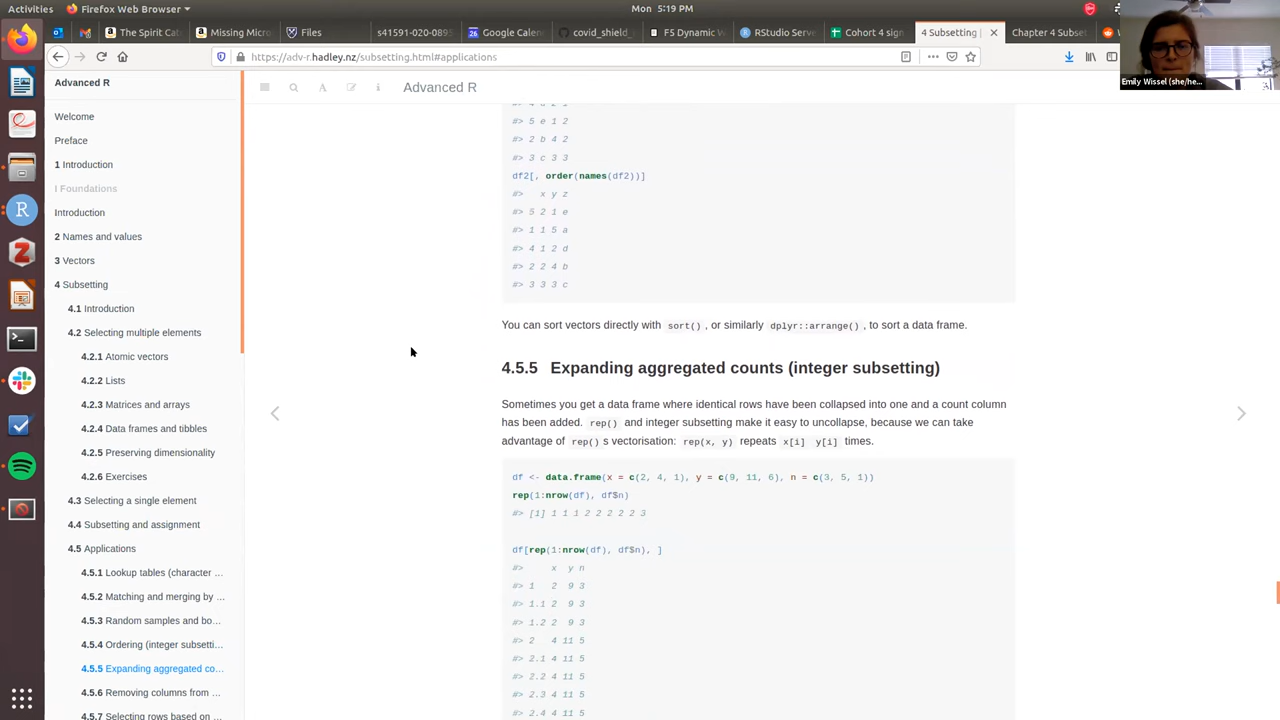 Activities
Firefox Web Browser
Mon 5:19 PM
The Spirit Cat
Missing Micro
Files
s41591-020-0895
Google Calen
covid_shield_
F5 Dynamic W
RStudio Serve
Cohort 4 sign
4 Subsetting |
Chapter 4 Subset
https://adv-r.hadley.nz/subsetting.html#applications
Emily Wissel (she/he...
Advanced R
Welcome
Preface
1 Introduction
I Foundations
Introduction
2 Names and values
3 Vectors
4 Subsetting
4.1 Introduction
4.2 Selecting multiple elements
4.2.1 Atomic vectors
4.2.2 Lists
4.2.3 Matrices and arrays
4.2.4 Data frames and tibbles
4.2.5 Preserving dimensionality
4.2.6 Exercises
4.3 Selecting a single element
4.4 Subsetting and assignment
4.5 Applications
4.5.1 Lookup tables (character ...
4.5.2 Matching and merging by ...
4.5.3 Random samples and bo...
4.5.4 Ordering (integer subsetti...
4.5.5 Expanding aggregated co...
4.5.6 Removing columns from ...
4.5.7 Selecting rows based on ...
Advanced R
#> 5 e 1 2
#> 2 b 4 2
#> 3 c 3 3
df2[, order(names(df2))]
#>   x y z
#> 5 2 1 e
#> 1 1 5 a
#> 4 1 2 d
#> 2 2 4 b
#> 3 3 3 c
You can sort vectors directly with sort(), or similarly dplyr::arrange(), to sort a data frame.
4.5.5 Expanding aggregated counts (integer subsetting)
Sometimes you get a data frame where identical rows have been collapsed into one and a count column
has been added. rep() and integer subsetting make it easy to uncollapse, because we can take
advantage of rep()s vectorisation: rep(x, y) repeats x[i] y[i] times.
df <- data.frame(x = c(2, 4, 1), y = c(9, 11, 6), n = c(3, 5, 1))
rep(1:nrow(df), df$n)
#> [1] 1 1 1 2 2 2 2 2 3
df[rep(1:nrow(df), df$n), ]
#>     x  y n
#> 1   2  9 3
#> 1.1 2  9 3
#> 1.2 2  9 3
#> 2   4 11 5
#> 2.1 4 11 5
#> 2.2 4 11 5
#> 2.3 4 11 5
#> 2.4 4 11 5